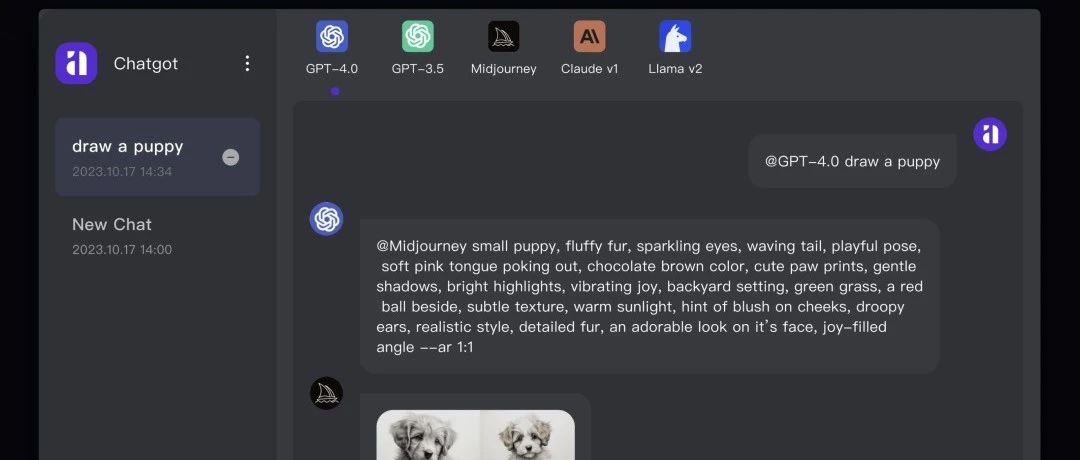 Chatgot
GPT-4.0
GPT-3.5
Midjourney
Claude v1
Llama v2
draw a puppy
2023.10.17 14:34
New Chat
2023.10.17 14:00
@GPT-4.0 draw a puppy
@Midjourney small puppy, fluffy fur, sparkling eyes, waving tail, playful pose,
soft pink tongue poking out, chocolate brown color, cute paw prints, gentle
shadows, bright highlights, vibrating joy, backyard setting, green grass, a red
ball beside, subtle texture, warm sunlight, hint of blush on cheeks, droopy
ears, realistic style, detailed fur, an adorable look on it's face, joy-filled
angle --ar 1:1